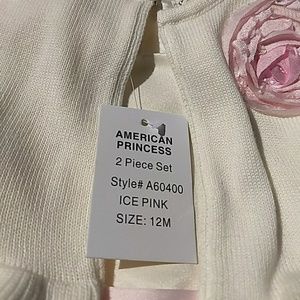 AMERICAN
PRINCESS
2 Piece Set
Style# A60400
ICE PINK
SIZE: 12M